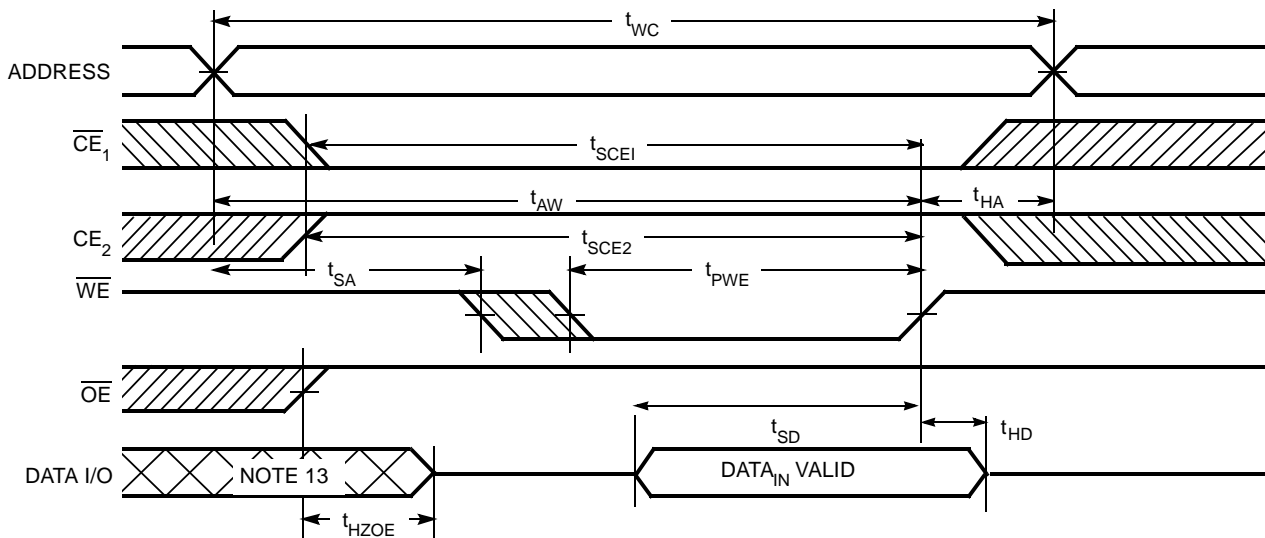 tWC
ADDRESS
CE1
tSCEI
tAW
tHA
CE2
tSCE2
tSA
tPWE
WE
OE
tSD
tHD
DATA I/O
NOTE 13
DATAIN VALID
tHZOE